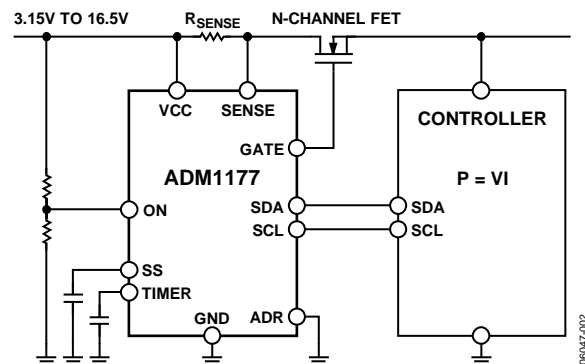 3.15V TO 16.5V
RSENSE
N-CHANNEL FET
VCC
SENSE
CONTROLLER
GATE
ADM1177
P = VI
ON
SDA
SDA
SCL
SCL
SS
TIMER
GND
ADR
06047-002